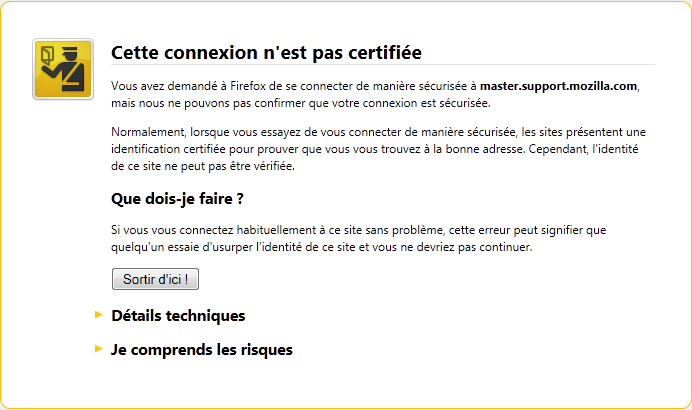 Cette connexion n'est pas certifiée
Vous avez demandé à Firefox de se connecter de manière sécurisée à master.support.mozilla.com,
mais nous ne pouvons pas confirmer que votre connexion est sécurisée.
Normalement, lorsque vous essayez de vous connecter de manière sécurisée, les sites présentent une
identification certifiée pour prouver que vous vous trouvez à la bonne adresse. Cependant, l'identité
de ce site ne peut pas être vérifiée.
Que dois-je faire ?
Si vous vous connectez habituellement à ce site sans problème, cette erreur peut signifier que
quelqu'un essaie d'usurper l'identité de ce site et vous ne devriez pas continuer.
Sortir d'ici !
Détails techniques
Je comprends les risques